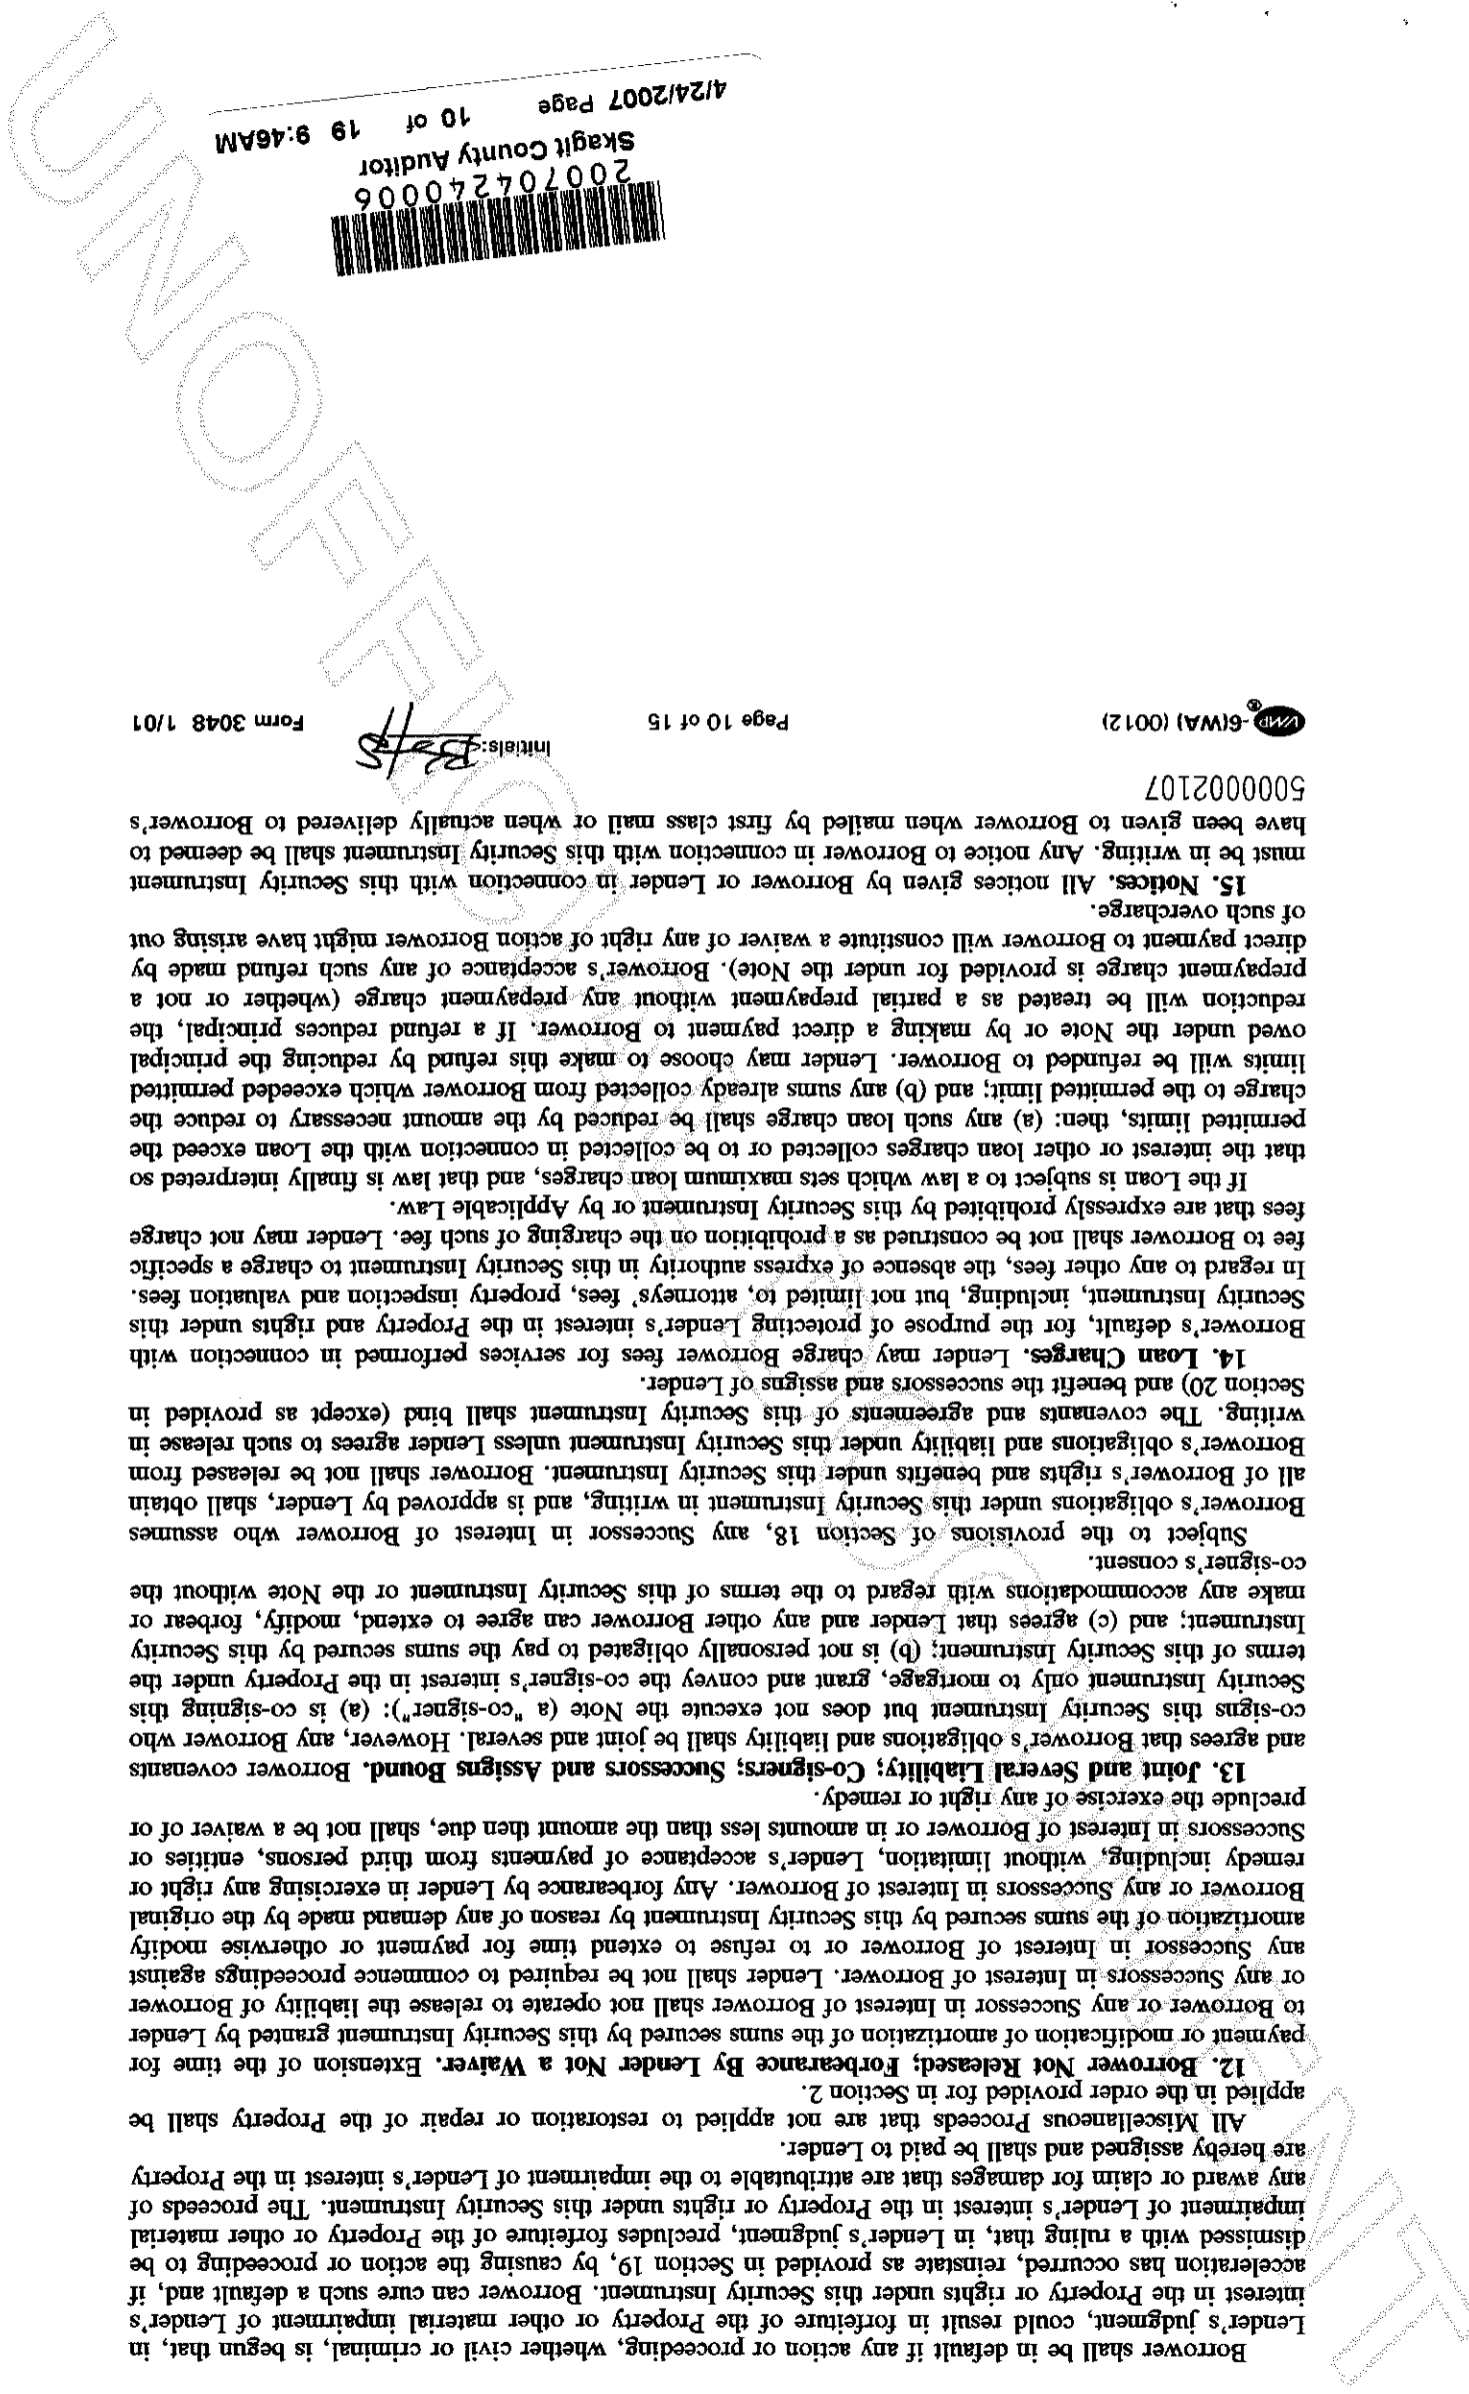 Borrower shall be in default if any action or proceeding, whether civil or criminal, is begun that, in
Lender's judgment, could result in forfeiture of the Property or other material impairment of Lender's
interest in the Property or rights under this Security Instrument. Borrower can cure such a default and, if
acceleration has occurred, reinstate as provided in Section 19, by causing the action or proceeding to be
dismissed with a ruling that, in Lender's judgment, precludes forfeiture of the Property or other material
impairment of Lender's interest in the Property or rights under this Security Instrument. The proceeds of
any award or claim for damages that are attributable to the impairment of Lender's interest in the Property
are hereby assigned and shall be paid to Lender.
All Miscellaneous Proceeds that are not applied to restoration or repair of the Property shall be
applied in the order provided for in Section 2.
12. Borrower Not Released; Forbearance By Lender Not a Waiver. Extension of the time for
payment or modification of amortization of the sums secured by this Security Instrument granted by Lender
to Borrower or any Successor in Interest of Borrower shall not operate to release the liability of Borrower
or any Successors in Interest of Borrower. Lender shall not be required to commence proceedings against
any Successor in Interest of Borrower or to refuse to extend time for payment or otherwise modify
amortization of the sums secured by this Security Instrument by reason of any demand made by the original
Borrower or any Successors in Interest of Borrower. Any forbearance by Lender in exercising any right or
remedy including, without limitation, Lender's acceptance of payments from third persons, entities or
Successors in Interest of Borrower or in amounts less than the amount then due, shall not be a waiver of or
preclude the exercise of any right or remedy.
13. Joint and Several Liability; Co-signers; Successors and Assigns Bound. Borrower covenants
and agrees that Borrower's obligations and liability shall be joint and several. However, any Borrower who
co-signs this Security Instrument but does not execute the Note (a "co-signer"): (a) is co-signing this
Security Instrument only to mortgage, grant and convey the co-signer's interest in the Property under the
terms of this Security Instrument; (b) is not personally obligated to pay the sums secured by this Security
Instrument; and (c) agrees that Lender and any other Borrower can agree to extend, modify, forbear or
make any accommodations with regard to the terms of this Security Instrument or the Note without the
co-signer's consent.
Subject to the provisions of Section 18, any Successor in Interest of Borrower who assumes
Borrower's obligations under this Security Instrument in writing, and is approved by Lender, shall obtain
all of Borrower's rights and benefits under this Security Instrument. Borrower shall not be released from
Borrower's obligations and liability under this Security Instrument unless Lender agrees to such release in
writing. The covenants and agreements of this Security Instrument shall bind (except as provided in
Section 20) and benefit the successors and assigns of Lender.
14. Loan Charges. Lender may charge Borrower fees for services performed in connection with
Borrower's default, for the purpose of protecting Lender's interest in the Property and rights under this
Security Instrument, including, but not limited to, attorneys' fees, property inspection and valuation fees.
In regard to any other fees, the absence of express authority in this Security Instrument to charge a specific
fee to Borrower shall not be construed as a prohibition on the charging of such fee. Lender may not charge
fees that are expressly prohibited by this Security Instrument or by Applicable Law.
If the Loan is subject to a law which sets maximum loan charges, and that law is finally interpreted so
that the interest or other loan charges collected or to be collected in connection with the Loan exceed the
permitted limits, then: (a) any such loan charge shall be reduced by the amount necessary to reduce the
charge to the permitted limit; and (b) any sums already collected from Borrower which exceeded permitted
limits will be refunded to Borrower. Lender may choose to make this refund by reducing the principal
owed under the Note or by making a direct payment to Borrower. If a refund reduces principal, the
reduction will be treated as a partial prepayment without any prepayment charge (whether or not a
prepayment charge is provided for under the Note). Borrower's acceptance of any such refund made by
direct payment to Borrower will constitute a waiver of any right of action Borrower might have arising out
of such overcharge.
15. Notices. All notices given by Borrower or Lender in connection with this Security Instrument
must be in writing. Any notice to Borrower in connection with this Security Instrument shall be deemed to
have been given to Borrower when mailed by first class mail or when actually delivered to Borrower's
5000002107
Initials:
VMP®-6(WA) (0012) Page 10 of 15 Form 3048 1/01
200704240006
Skagit County Auditor
4/24/2007 Page 10 of 19 9:46AM
UNOFFICIAL DOCUMENT